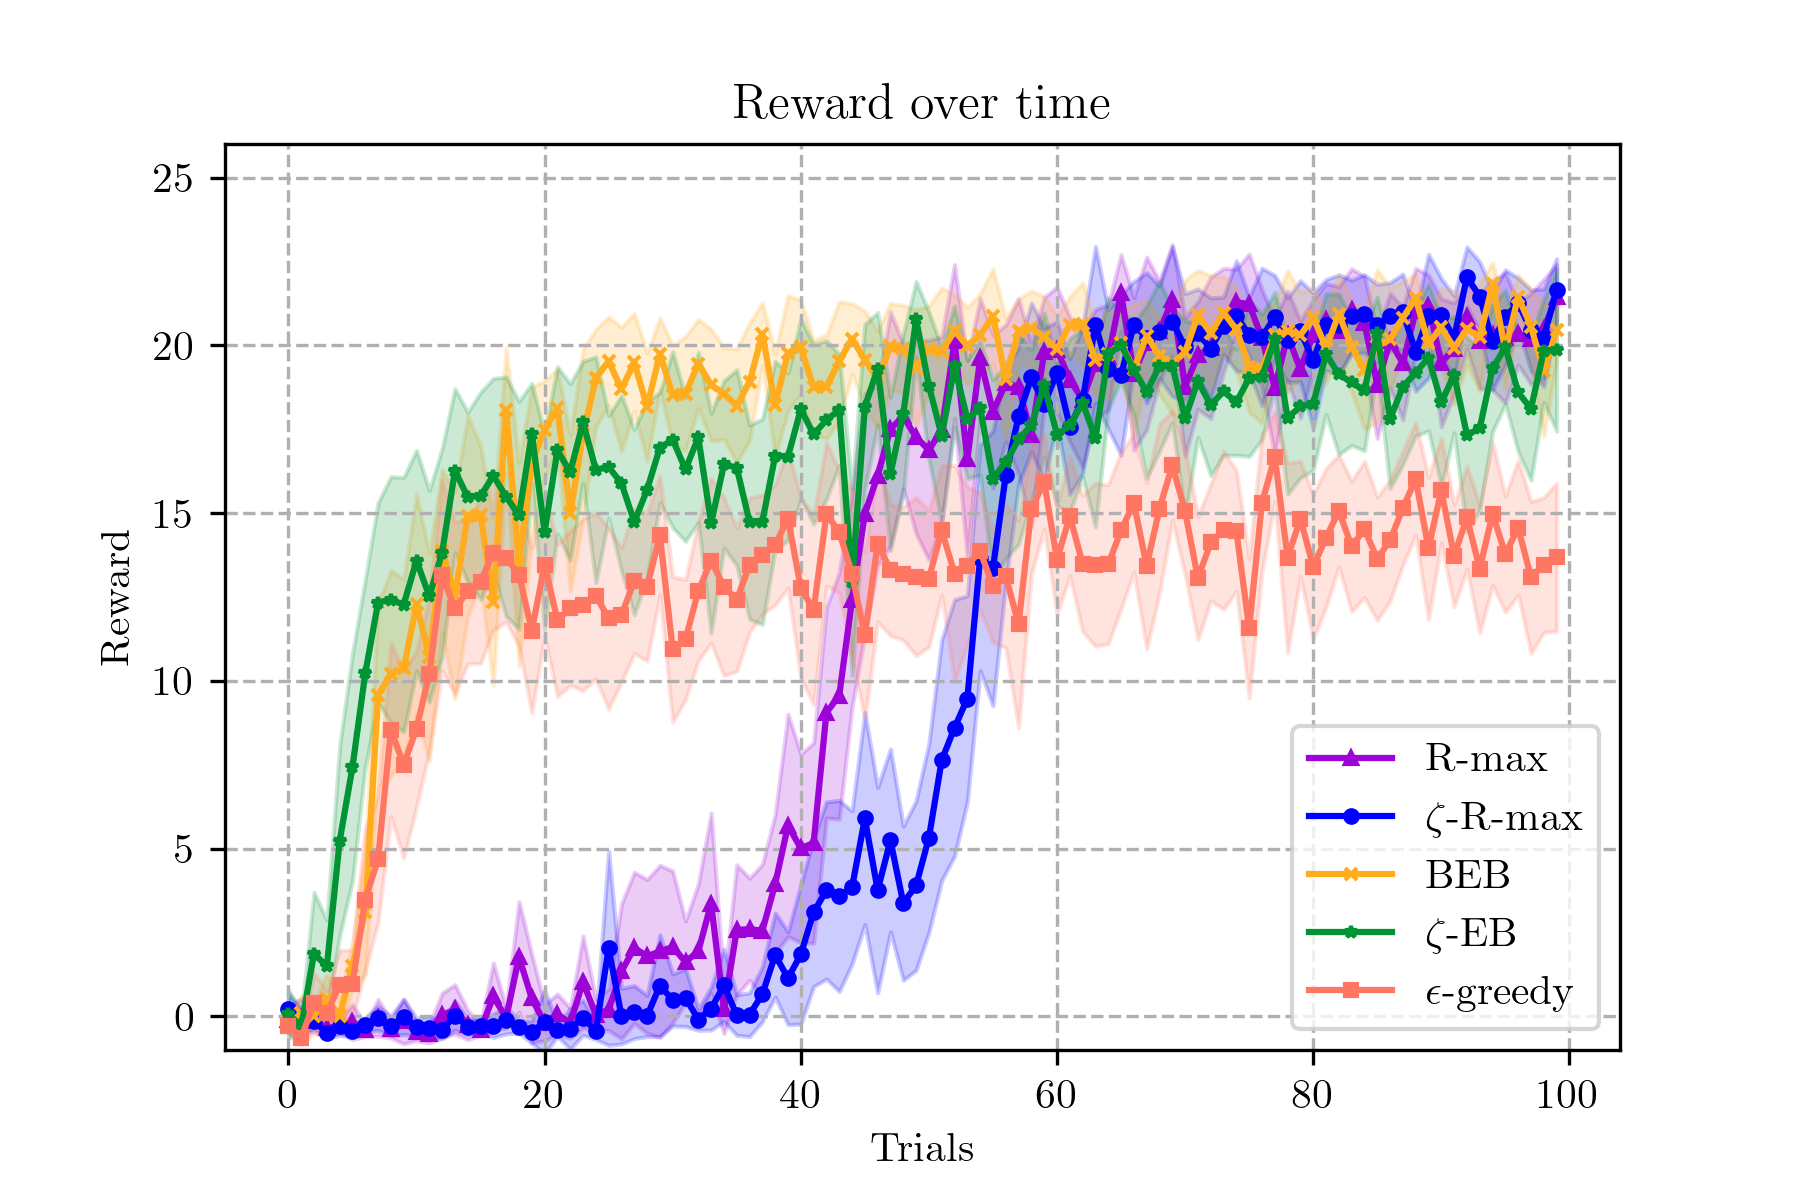 Reward over time
25
20
15
10
5
0
Reward
0 20 40 60 80 100
Trials
R-max
ζ-R-max
BEB
ζ-EB
ϵ-greedy